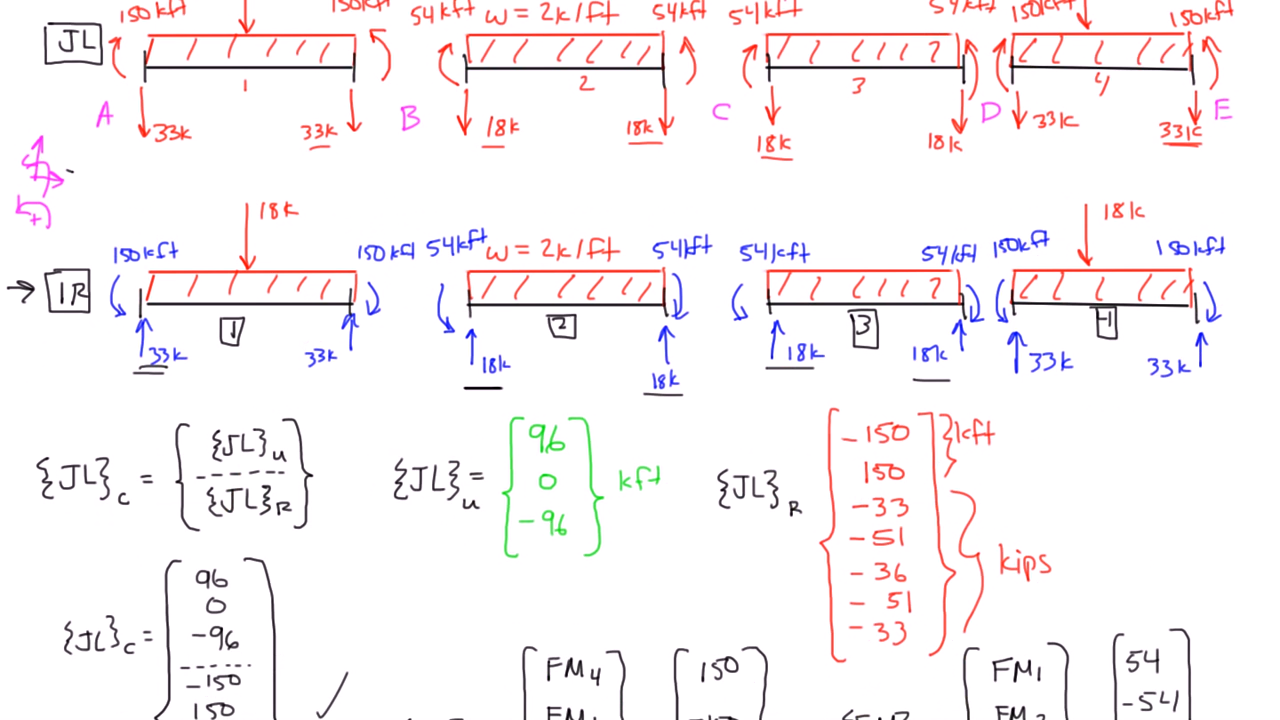 150kft 150kft 54kft w = 2k/ft 54kft 54kft 54kft 150kft 150kft
JL
1 2 3 4
A B C D E
33k 33k 18k 18k 18k 18k 33k 33k
18k 18k
150kft 150kft 54kft w = 2k/ft 54kft 54kft 54kft 150kft 150kft
→ IR
1 2 3 4
33k 33k 18k 18k 18k 18k 33k 33k
{JL}c = { {JL}u
{JL}R }
{JL}u = { 96
0
-96 } kft
{JL}R
{ -150
150 } kft
-33
-51
-36
-51
-33 } kips
{JL}c = [ 96
0
-96
-150
150
[ FM4 ] [ 150 ]
[ FM1 ] [ 54
-54